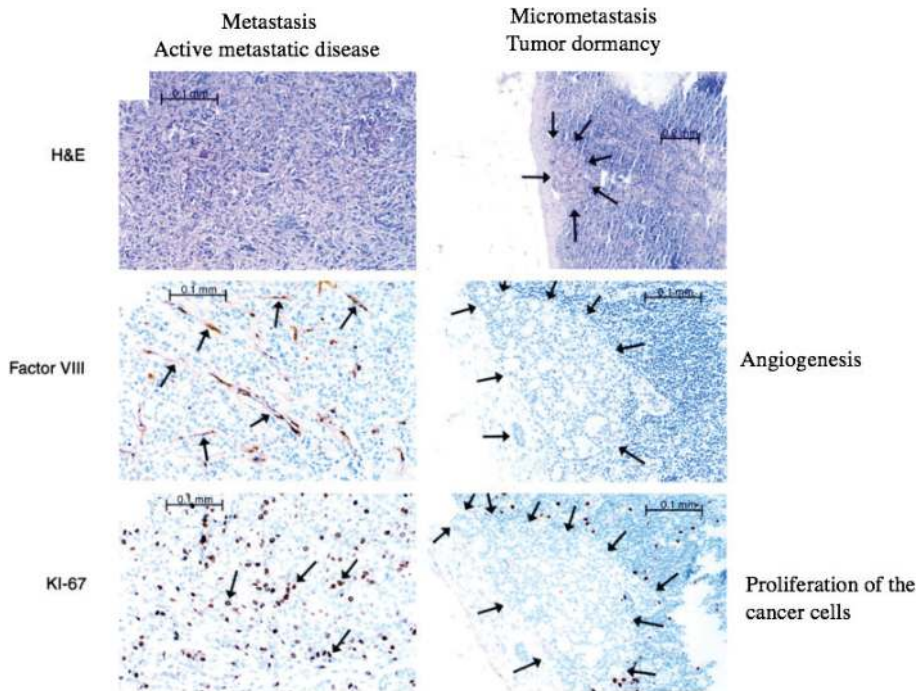 Metastasis
Active metastatic disease
Micrometastasis
Tumor dormancy
H&E
0.1 mm
0.2 mm
Factor VIII
0.1 mm
0.1 mm
Angiogenesis
KI-67
0.1 mm
0.1 mm
Proliferation of the
cancer cells